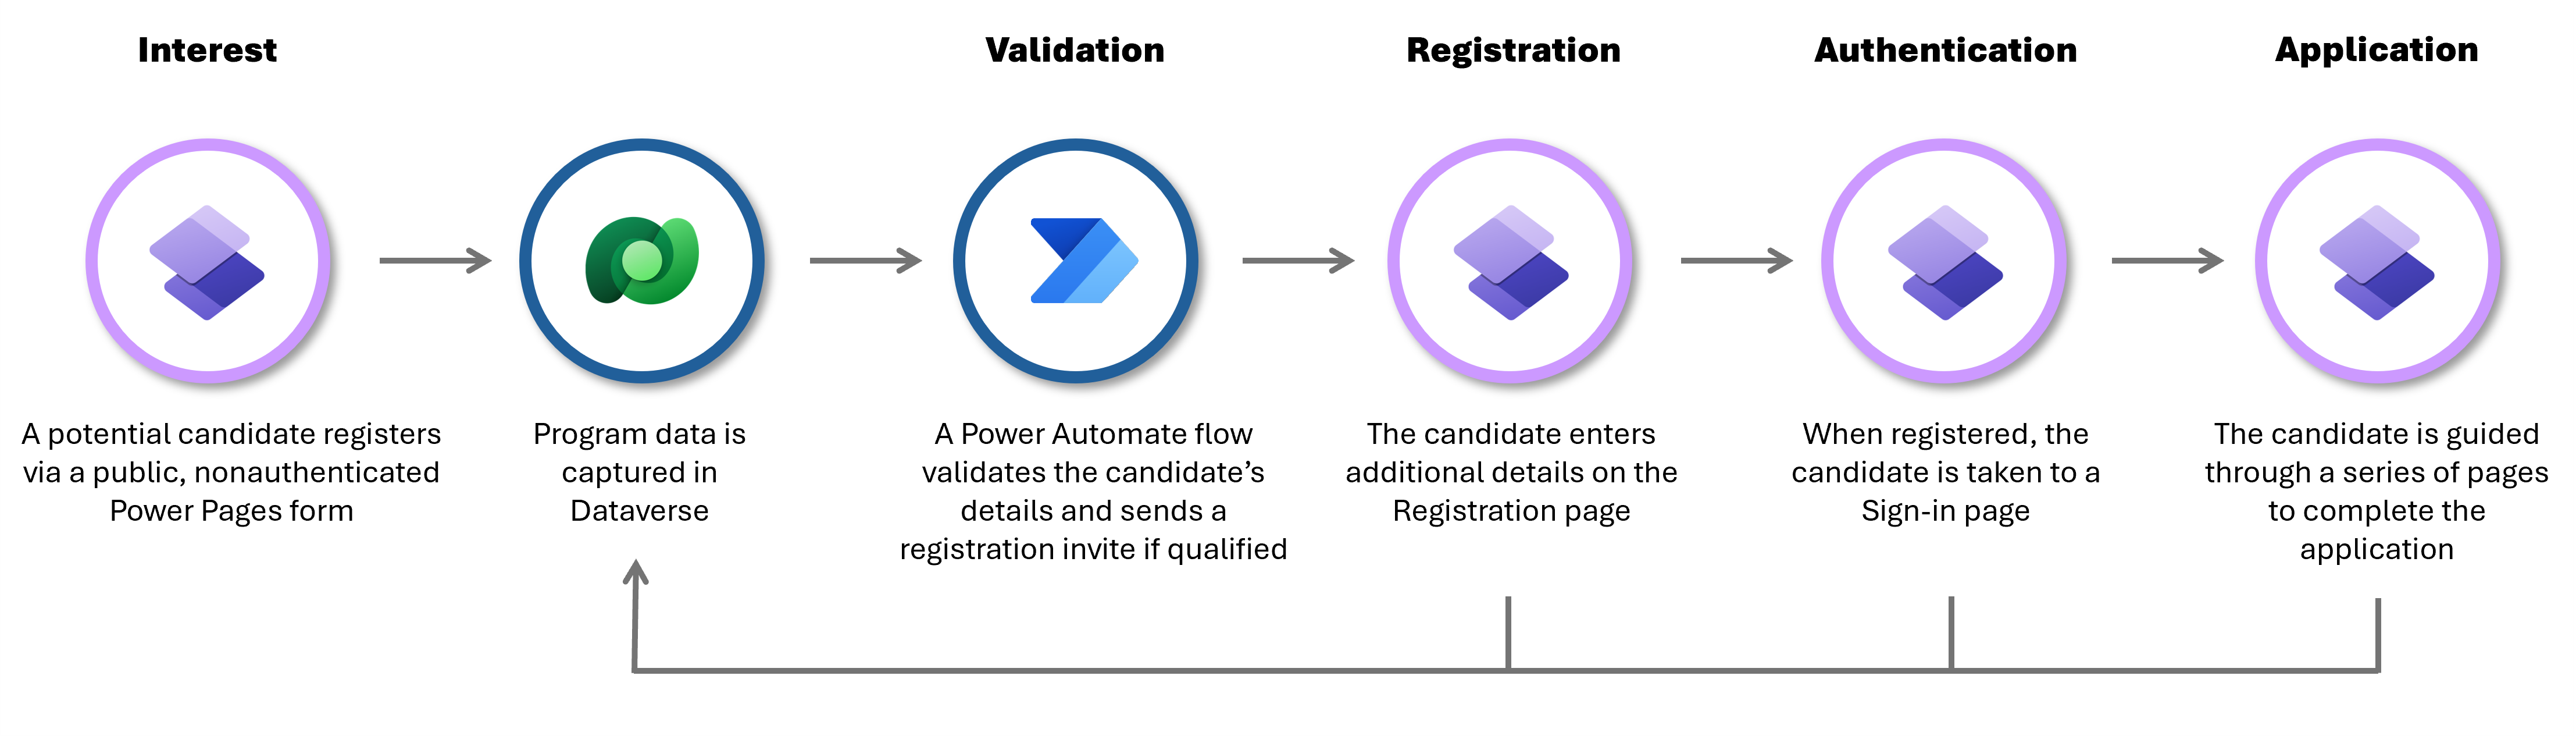 Interest
Validation
Registration
Authentication
Application
A potential candidate registers
via a public, nonauthenticated
Power Pages form
Program data is
captured in
Dataverse
A Power Automate flow
validates the candidate’s
details and sends a
registration invite if qualified
The candidate enters
additional details on the
Registration page
When registered, the
candidate is taken to a
Sign-in page
The candidate is guided
through a series of pages
to complete the
application